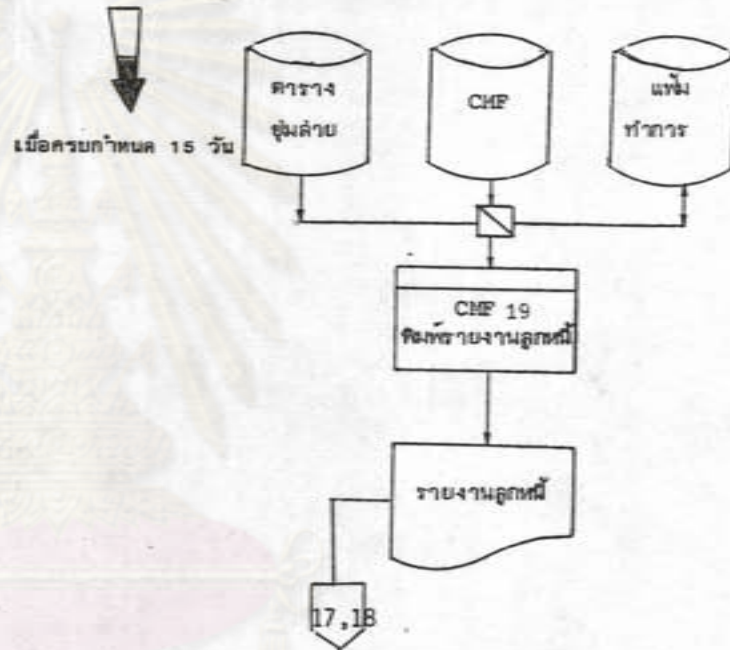 เมื่อครบกำหนด 15 วัน
ตาราง
ชุมสาย
CMF
แฟ้ม
ทำการ
CMF 19
พิมพ์รายงานลูกหนี้
รายงานลูกหนี้
17,18